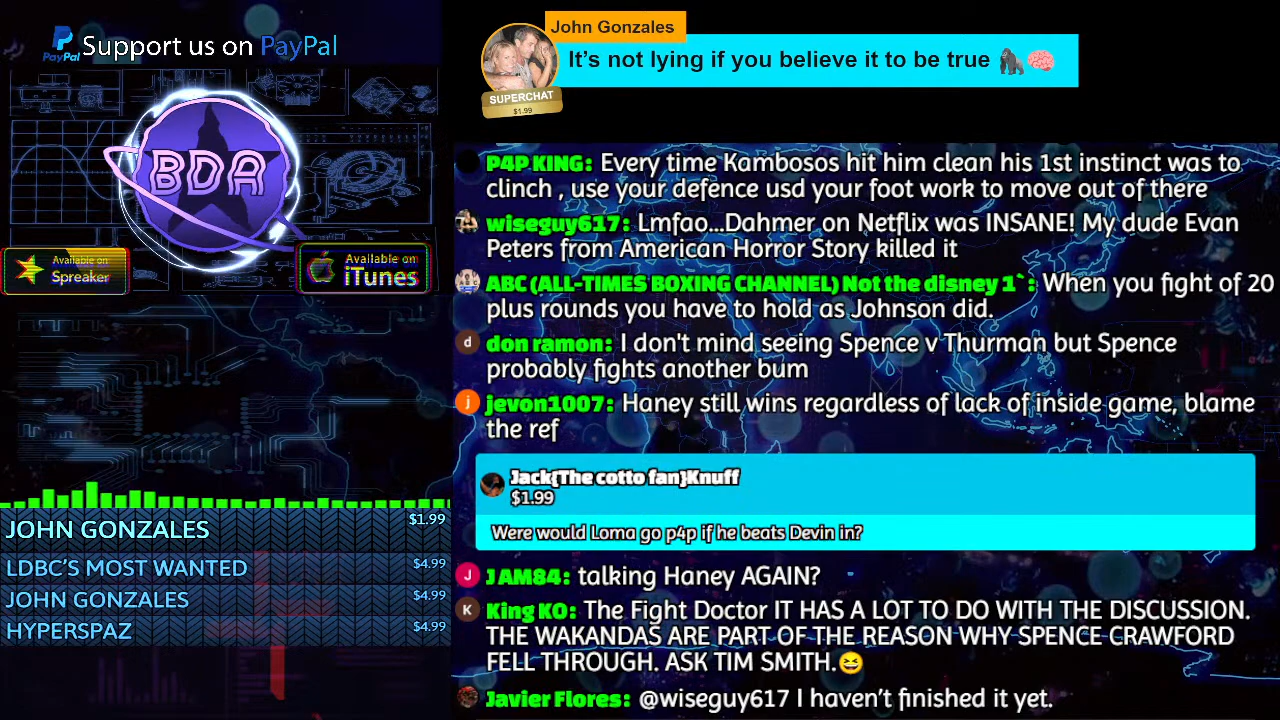 PayPal
Support us on PayPal
John Gonzales
It's not lying if you believe it to be true 🦍🧠
SUPERCHAT
$1.99
BDA
Available on
Spreaker
Available on
iTunes
P4P KING: Every time Kambosos hit him clean his 1st instinct was to
clinch , use your defence usd your foot work to move out of there
wiseguy617: Lmfao...Dahmer on Netflix was INSANE! My dude Evan
Peters from American Horror Story killed it
ABC (ALL-TIMES BOXING CHANNEL) Not the disney 1`: When you fight of 20
plus rounds you have to hold as Johnson did.
d don ramon: I don't mind seeing Spence v Thurman but Spence
probably fights another bum
j jevon1007: Haney still wins regardless of lack of inside game, blame
the ref
Jack{The cotto fan}Knuff
$1.99
Were would Loma go p4p if he beats Devin in?
J J AM84: talking Haney AGAIN?
K King KO: The Fight Doctor IT HAS A LOT TO DO WITH THE DISCUSSION.
THE WAKANDAS ARE PART OF THE REASON WHY SPENCE CRAWFORD
FELL THROUGH. ASK TIM SMITH.😆
Javier Flores: @wiseguy617 I haven't finished it yet.
JOHN GONZALES $1.99
LDBC'S MOST WANTED $4.99
JOHN GONZALES $4.99
HYPERSPAZ $4.99